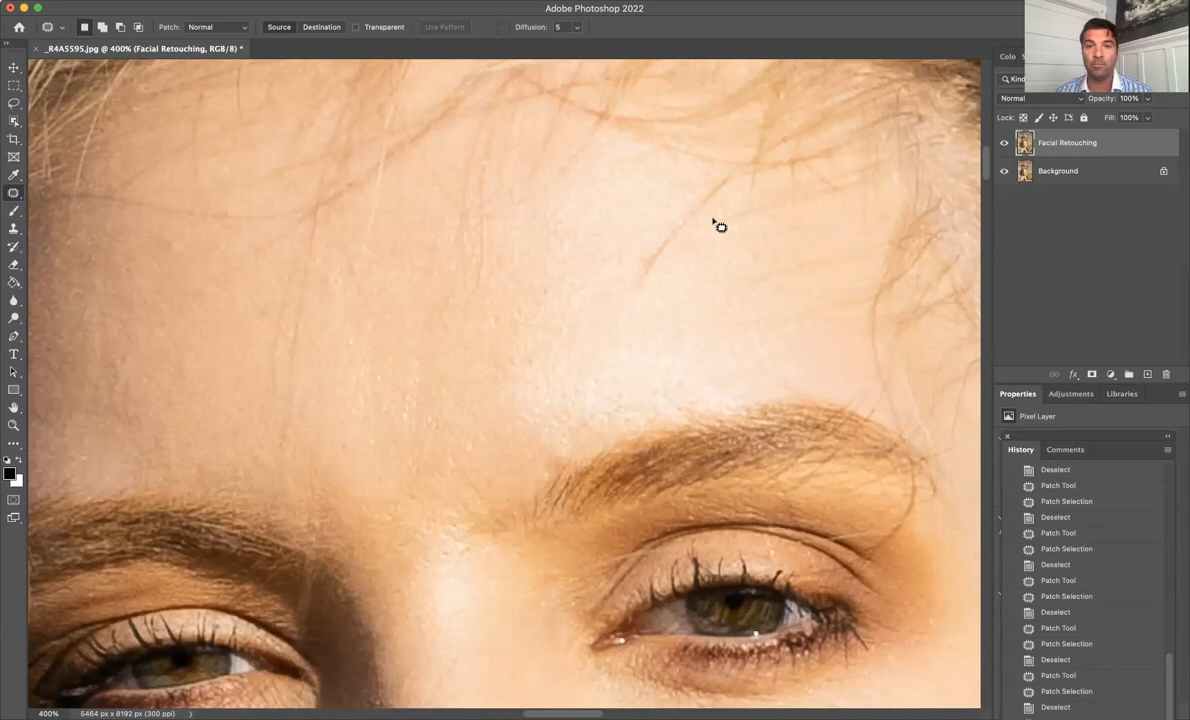 Adobe Photoshop 2022
Patch: Normal Source Destination Transparent Use Pattern Diffusion: 5
_R4A5595.jpg @ 400% (Facial Retouching, RGB/8) *
Colo
Kind
Normal Opacity: 100%
Lock: Fill: 100%
Facial Retouching
Background
Properties Adjustments Libraries
Pixel Layer
History Comments
Deselect
Patch Tool
Patch Selection
Deselect
Patch Tool
Patch Selection
Deselect
Patch Tool
Patch Selection
Deselect
Patch Tool
Patch Selection
Deselect
Patch Tool
Patch Selection
Deselect
400% 5464 px x 8192 px (300 ppi)